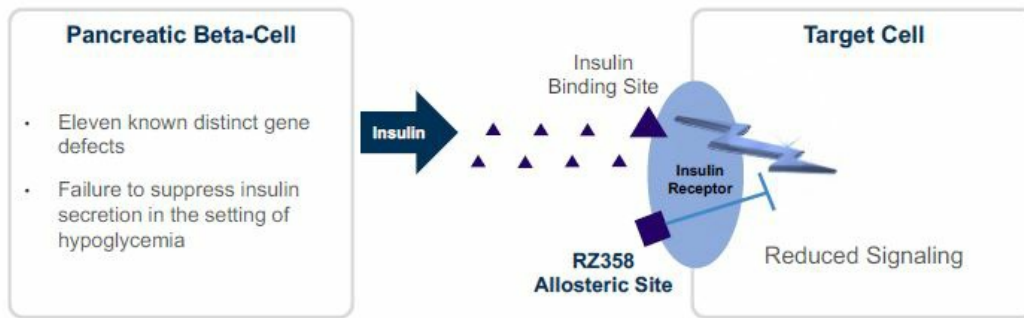 Pancreatic Beta-Cell
• Eleven known distinct gene
defects
• Failure to suppress insulin
secretion in the setting of
hypoglycemia
Insulin
Insulin
Binding Site
Insulin
Receptor
RZ358
Allosteric Site
Target Cell
Reduced Signaling